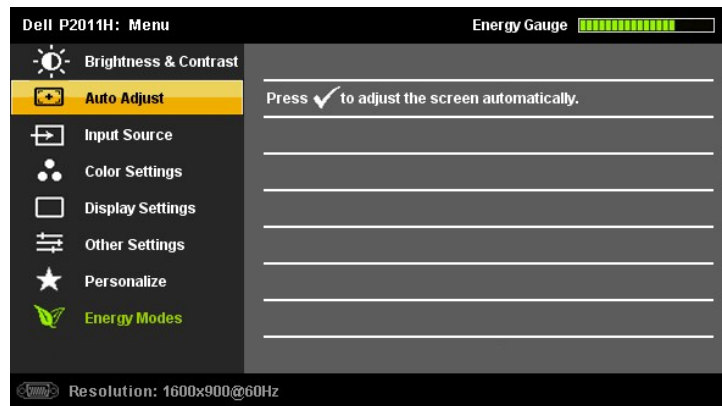 Dell P2011H: Menu Energy Gauge
Brightness & Contrast
Auto Adjust Press to adjust the screen automatically.
Input Source
Color Settings
Display Settings
Other Settings
Personalize
Energy Modes
Resolution: 1600x900@60Hz